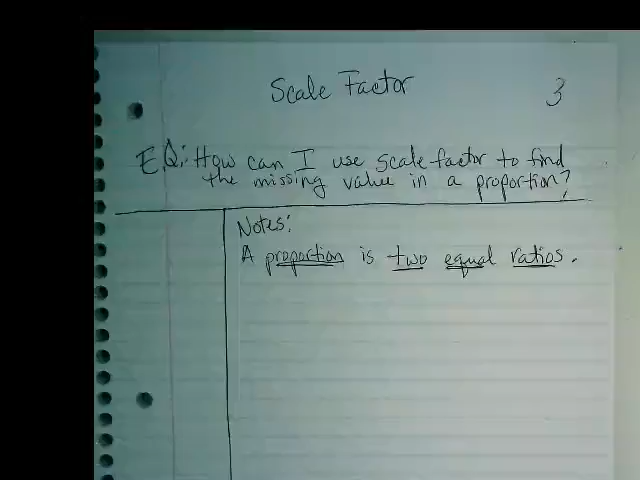 Scale Factor
3
EQ: How can I use scale factor to find
the missing value in a proportion?
Notes:
A proportion is two equal ratios.